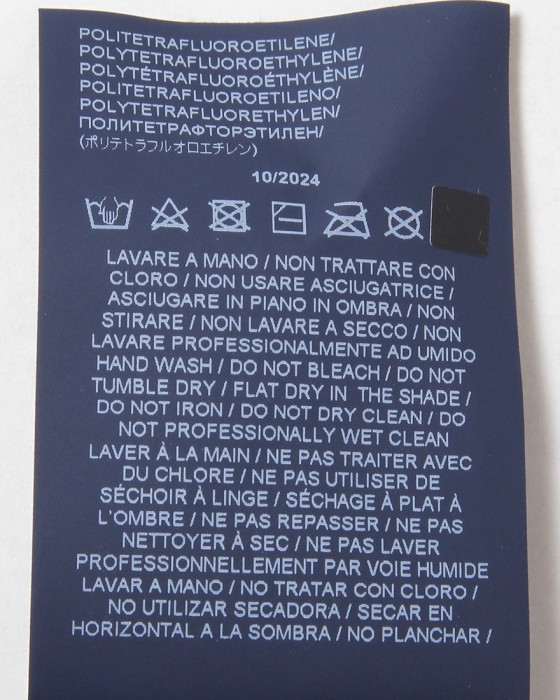 POLITETRAFLUOROETILENE/
POLYTETRAFLUOROETHYLENE/
POLYTÉTRAFLUOROÉTHYLÈNE/
POLITETRAFLUOROETILENO/
POLYTETRAFLUORETHYLEN/
ПОЛИТЕТРАФТОРЭТИЛЕН/
(ポリテトラフルオロエチレン)
10/2024
LAVARE A MANO / NON TRATTARE CON
CLORO / NON USARE ASCIUGATRICE /
ASCIUGARE IN PIANO IN OMBRA / NON
STIRARE / NON LAVARE A SECCO / NON
LAVARE PROFESSIONALMENTE AD UMIDO
HAND WASH / DO NOT BLEACH / DO NOT
TUMBLE DRY / FLAT DRY IN THE SHADE /
DO NOT IRON / DO NOT DRY CLEAN / DO
NOT PROFESSIONALLY WET CLEAN
LAVER À LA MAIN / NE PAS TRAITER AVEC
DU CHLORE / NE PAS UTILISER DE
SÉCHOIR À LINGE / SÉCHAGE À PLAT À
L'OMBRE / NE PAS REPASSER / NE PAS
NETTOYER À SEC / NE PAS LAVER
PROFESSIONNELLEMENT PAR VOIE HUMIDE
LAVAR A MANO / NO TRATAR CON CLORO /
NO UTILIZAR SECADORA / SECAR EN
HORIZONTAL A LA SOMBRA / NO PLANCHAR /